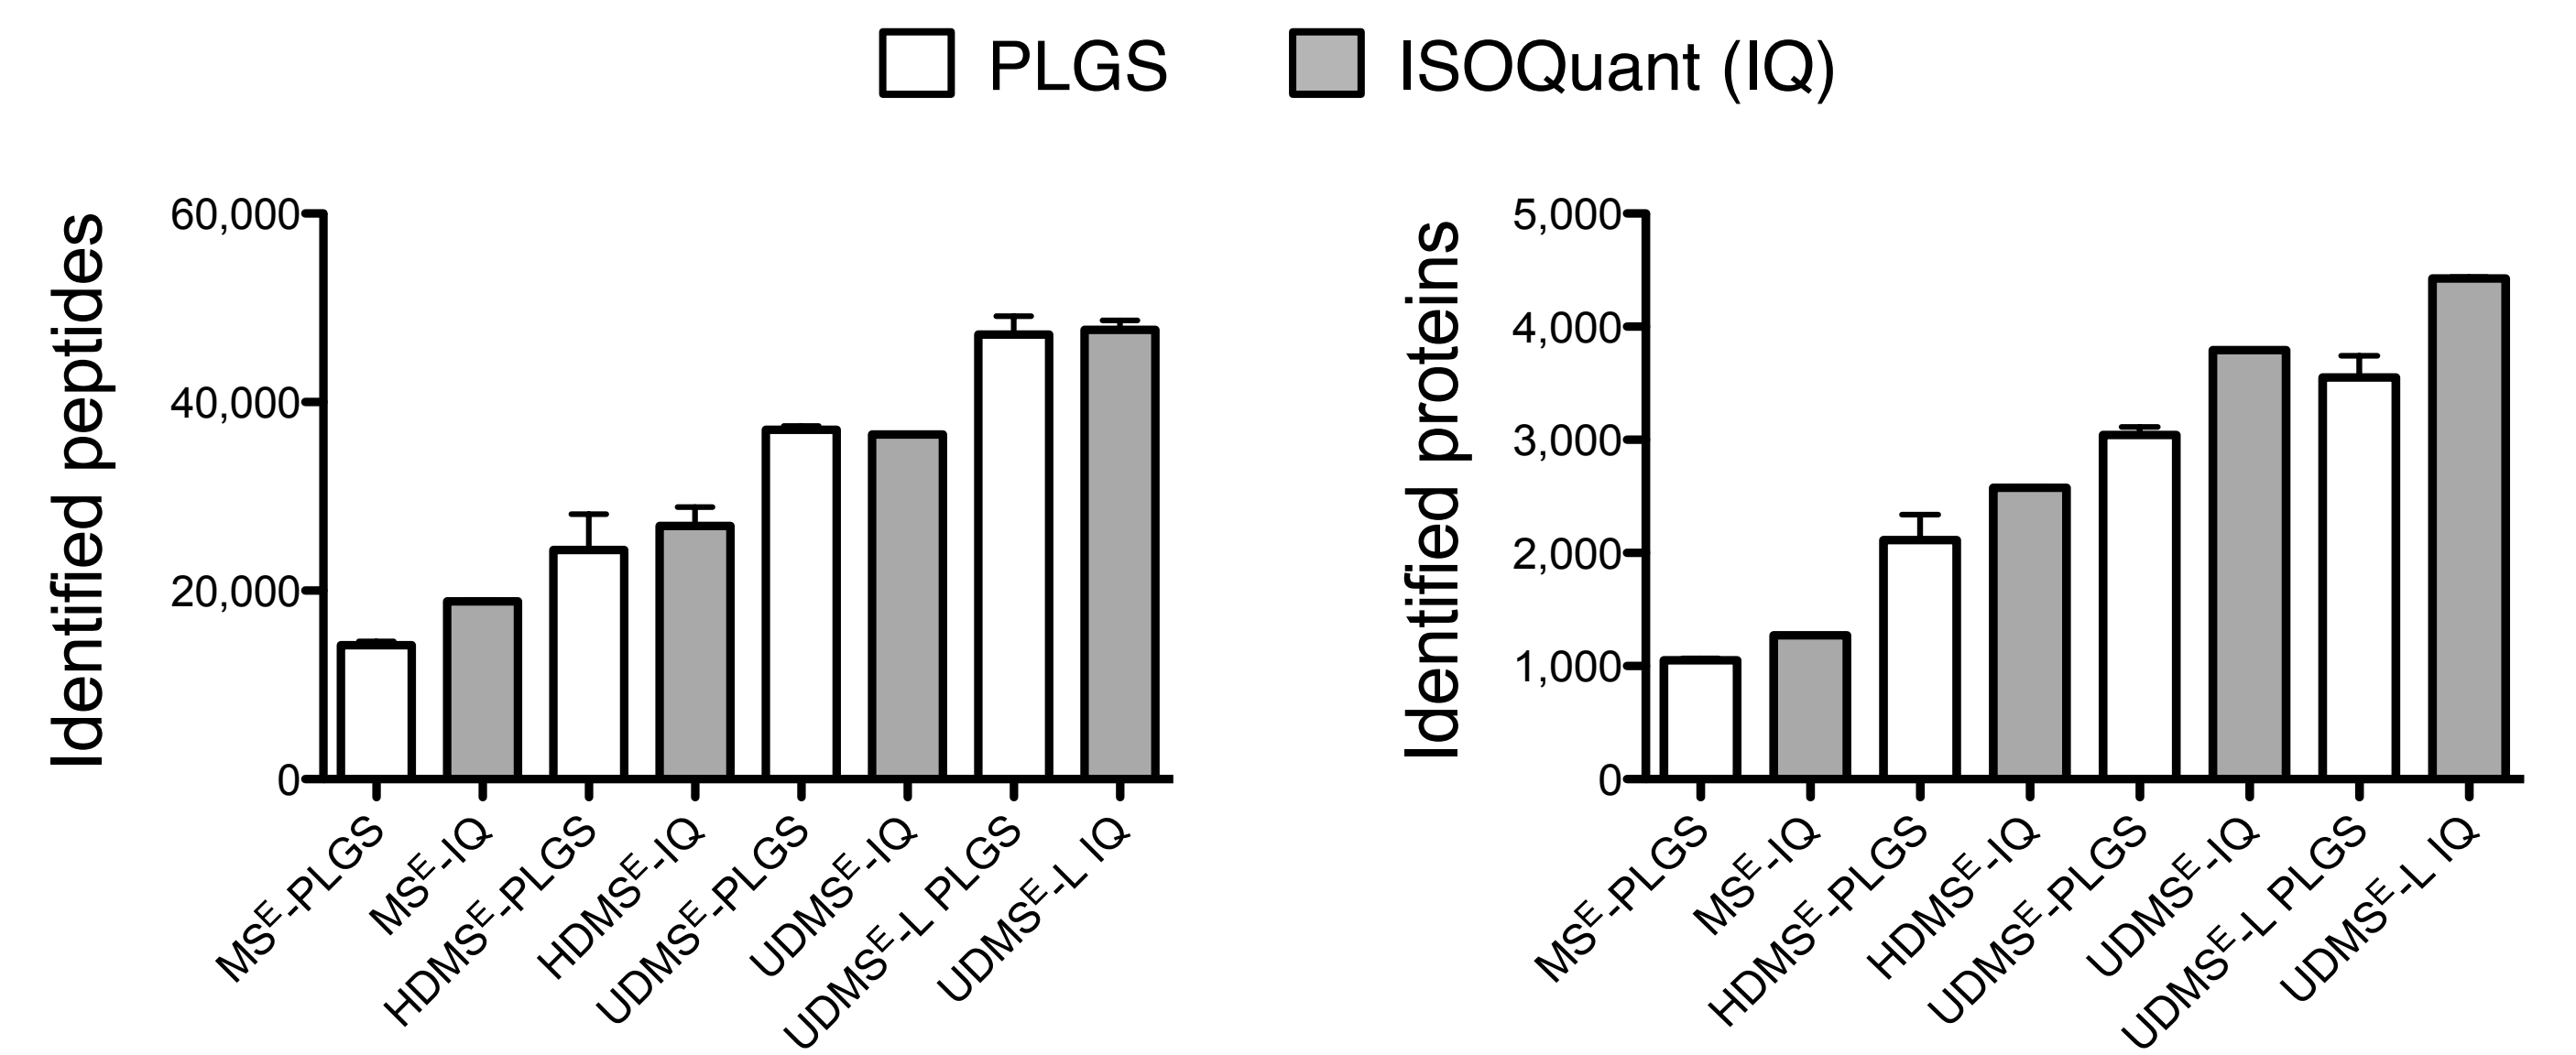 PLGS
ISOQuant (IQ)
Identified peptides
60,000
40,000
20,000
0
MSᴱ-PLGS
MSᴱ-IQ
HDMSᴱ-PLGS
HDMSᴱ-IQ
UDMSᴱ-PLGS
UDMSᴱ-IQ
UDMSᴱ-L PLGS
UDMSᴱ-L IQ
Identified proteins
5,000
4,000
3,000
2,000
1,000
0
MSᴱ-PLGS
MSᴱ-IQ
HDMSᴱ-PLGS
HDMSᴱ-IQ
UDMSᴱ-PLGS
UDMSᴱ-IQ
UDMSᴱ-L PLGS
UDMSᴱ-L IQ